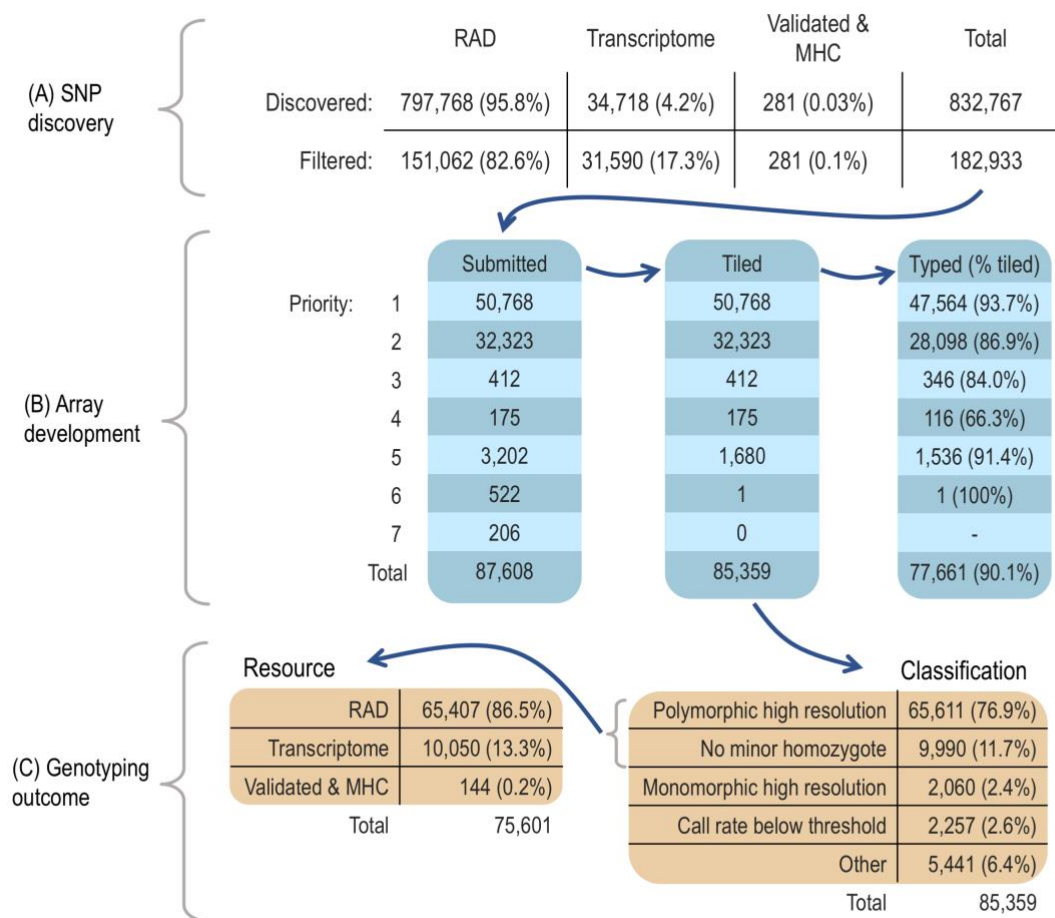 RAD Transcriptome Validated & MHC Total
(A) SNP discovery
Discovered: 797,768 (95.8%) 34,718 (4.2%) 281 (0.03%) 832,767
Filtered: 151,062 (82.6%) 31,590 (17.3%) 281 (0.1%) 182,933
(B) Array development
Submitted Tiled Typed (% tiled)
Priority: 1 50,768 50,768 47,564 (93.7%)
2 32,323 32,323 28,098 (86.9%)
3 412 412 346 (84.0%)
4 175 175 116 (66.3%)
5 3,202 1,680 1,536 (91.4%)
6 522 1 1 (100%)
7 206 0 -
Total 87,608 85,359 77,661 (90.1%)
(C) Genotyping outcome
Resource
RAD 65,407 (86.5%)
Transcriptome 10,050 (13.3%)
Validated & MHC 144 (0.2%)
Total 75,601
Classification
Polymorphic high resolution 65,611 (76.9%)
No minor homozygote 9,990 (11.7%)
Monomorphic high resolution 2,060 (2.4%)
Call rate below threshold 2,257 (2.6%)
Other 5,441 (6.4%)
Total 85,359